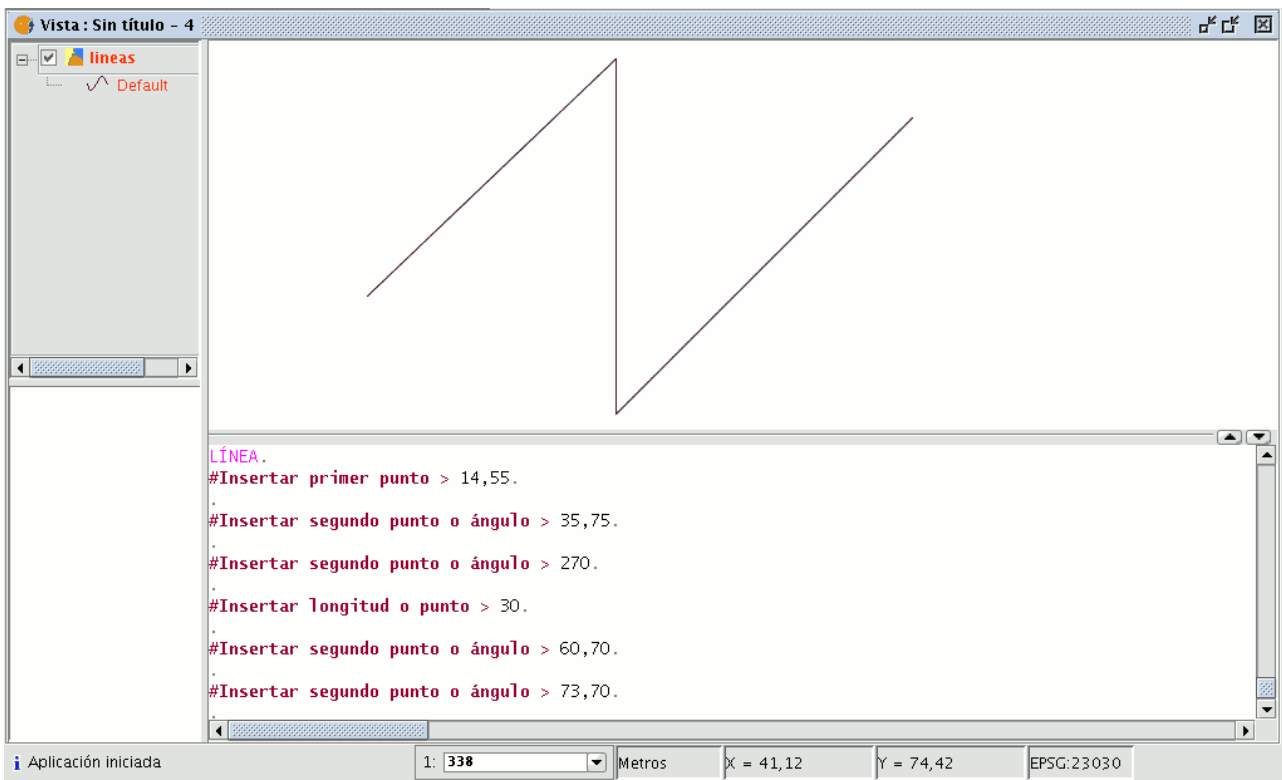 Vista : Sin título – 4
lineas
Default
LÍNEA.
#Insertar primer punto > 14,55.
.
#Insertar segundo punto o ángulo > 35,75.
.
#Insertar segundo punto o ángulo > 270.
.
#Insertar longitud o punto > 30.
.
#Insertar segundo punto o ángulo > 60,70.
.
#Insertar segundo punto o ángulo > 73,70.
.
i Aplicación iniciada 1: 338 Metros X = 41,12 Y = 74,42 EPSG:23030